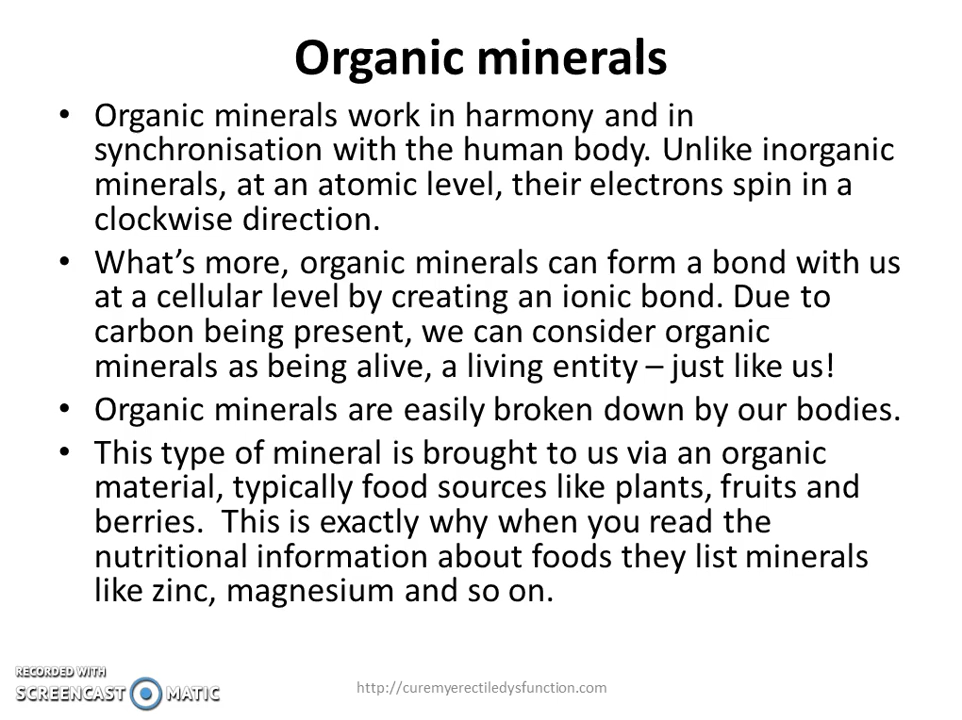 Organic minerals
• Organic minerals work in harmony and in
synchronisation with the human body. Unlike inorganic
minerals, at an atomic level, their electrons spin in a
clockwise direction.
• What’s more, organic minerals can form a bond with us
at a cellular level by creating an ionic bond. Due to
carbon being present, we can consider organic
minerals as being alive, a living entity – just like us!
• Organic minerals are easily broken down by our bodies.
• This type of mineral is brought to us via an organic
material, typically food sources like plants, fruits and
berries.  This is exactly why when you read the
nutritional information about foods they list minerals
like zinc, magnesium and so on.
RECORDED WITH
SCREENCAST MATIC
http://curemyerectiledysfunction.com